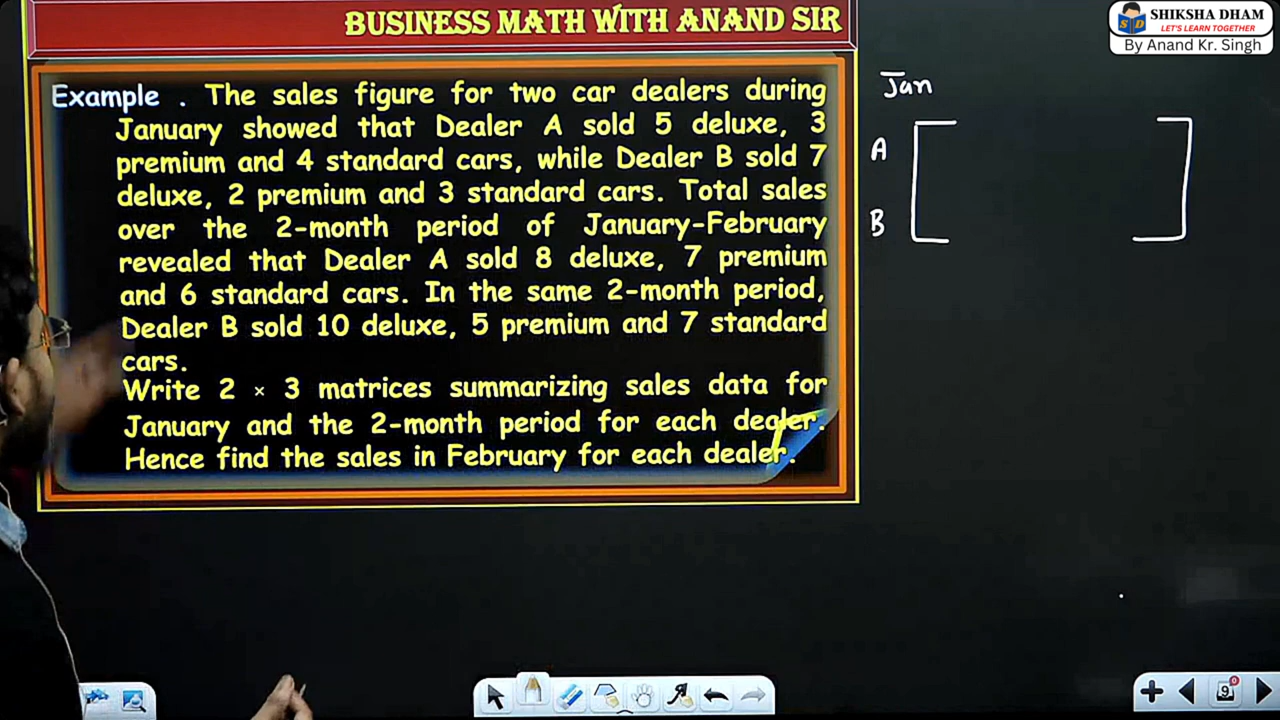 BUSINESS MATH WITH ANAND SIR
SHIKSHA DHAM
LET'S LEARN TOGETHER
By Anand Kr. Singh
Example . The sales figure for two car dealers during
January showed that Dealer A sold 5 deluxe, 3
premium and 4 standard cars, while Dealer B sold 7
deluxe, 2 premium and 3 standard cars. Total sales
over the 2-month period of January-February
revealed that Dealer A sold 8 deluxe, 7 premium
and 6 standard cars. In the same 2-month period,
Dealer B sold 10 deluxe, 5 premium and 7 standard
cars.
Write 2 × 3 matrices summarizing sales data for
January and the 2-month period for each dealer.
Hence find the sales in February for each dealer.
Jan
A
B
9
0